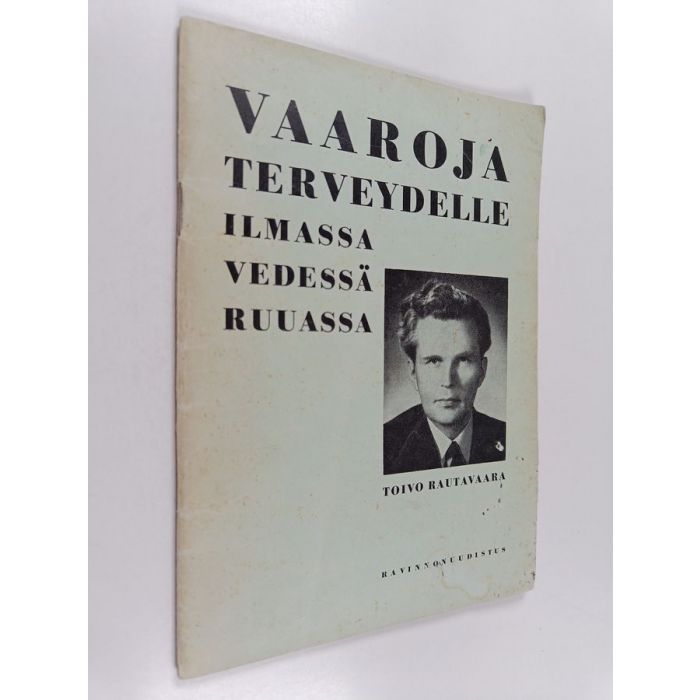 VAAROJA
TERVEYDELLE
ILMASSA
VEDESSÄ
RUUASSA
TOIVO RAUTAVAARA
RAVINNONUUDISTUS